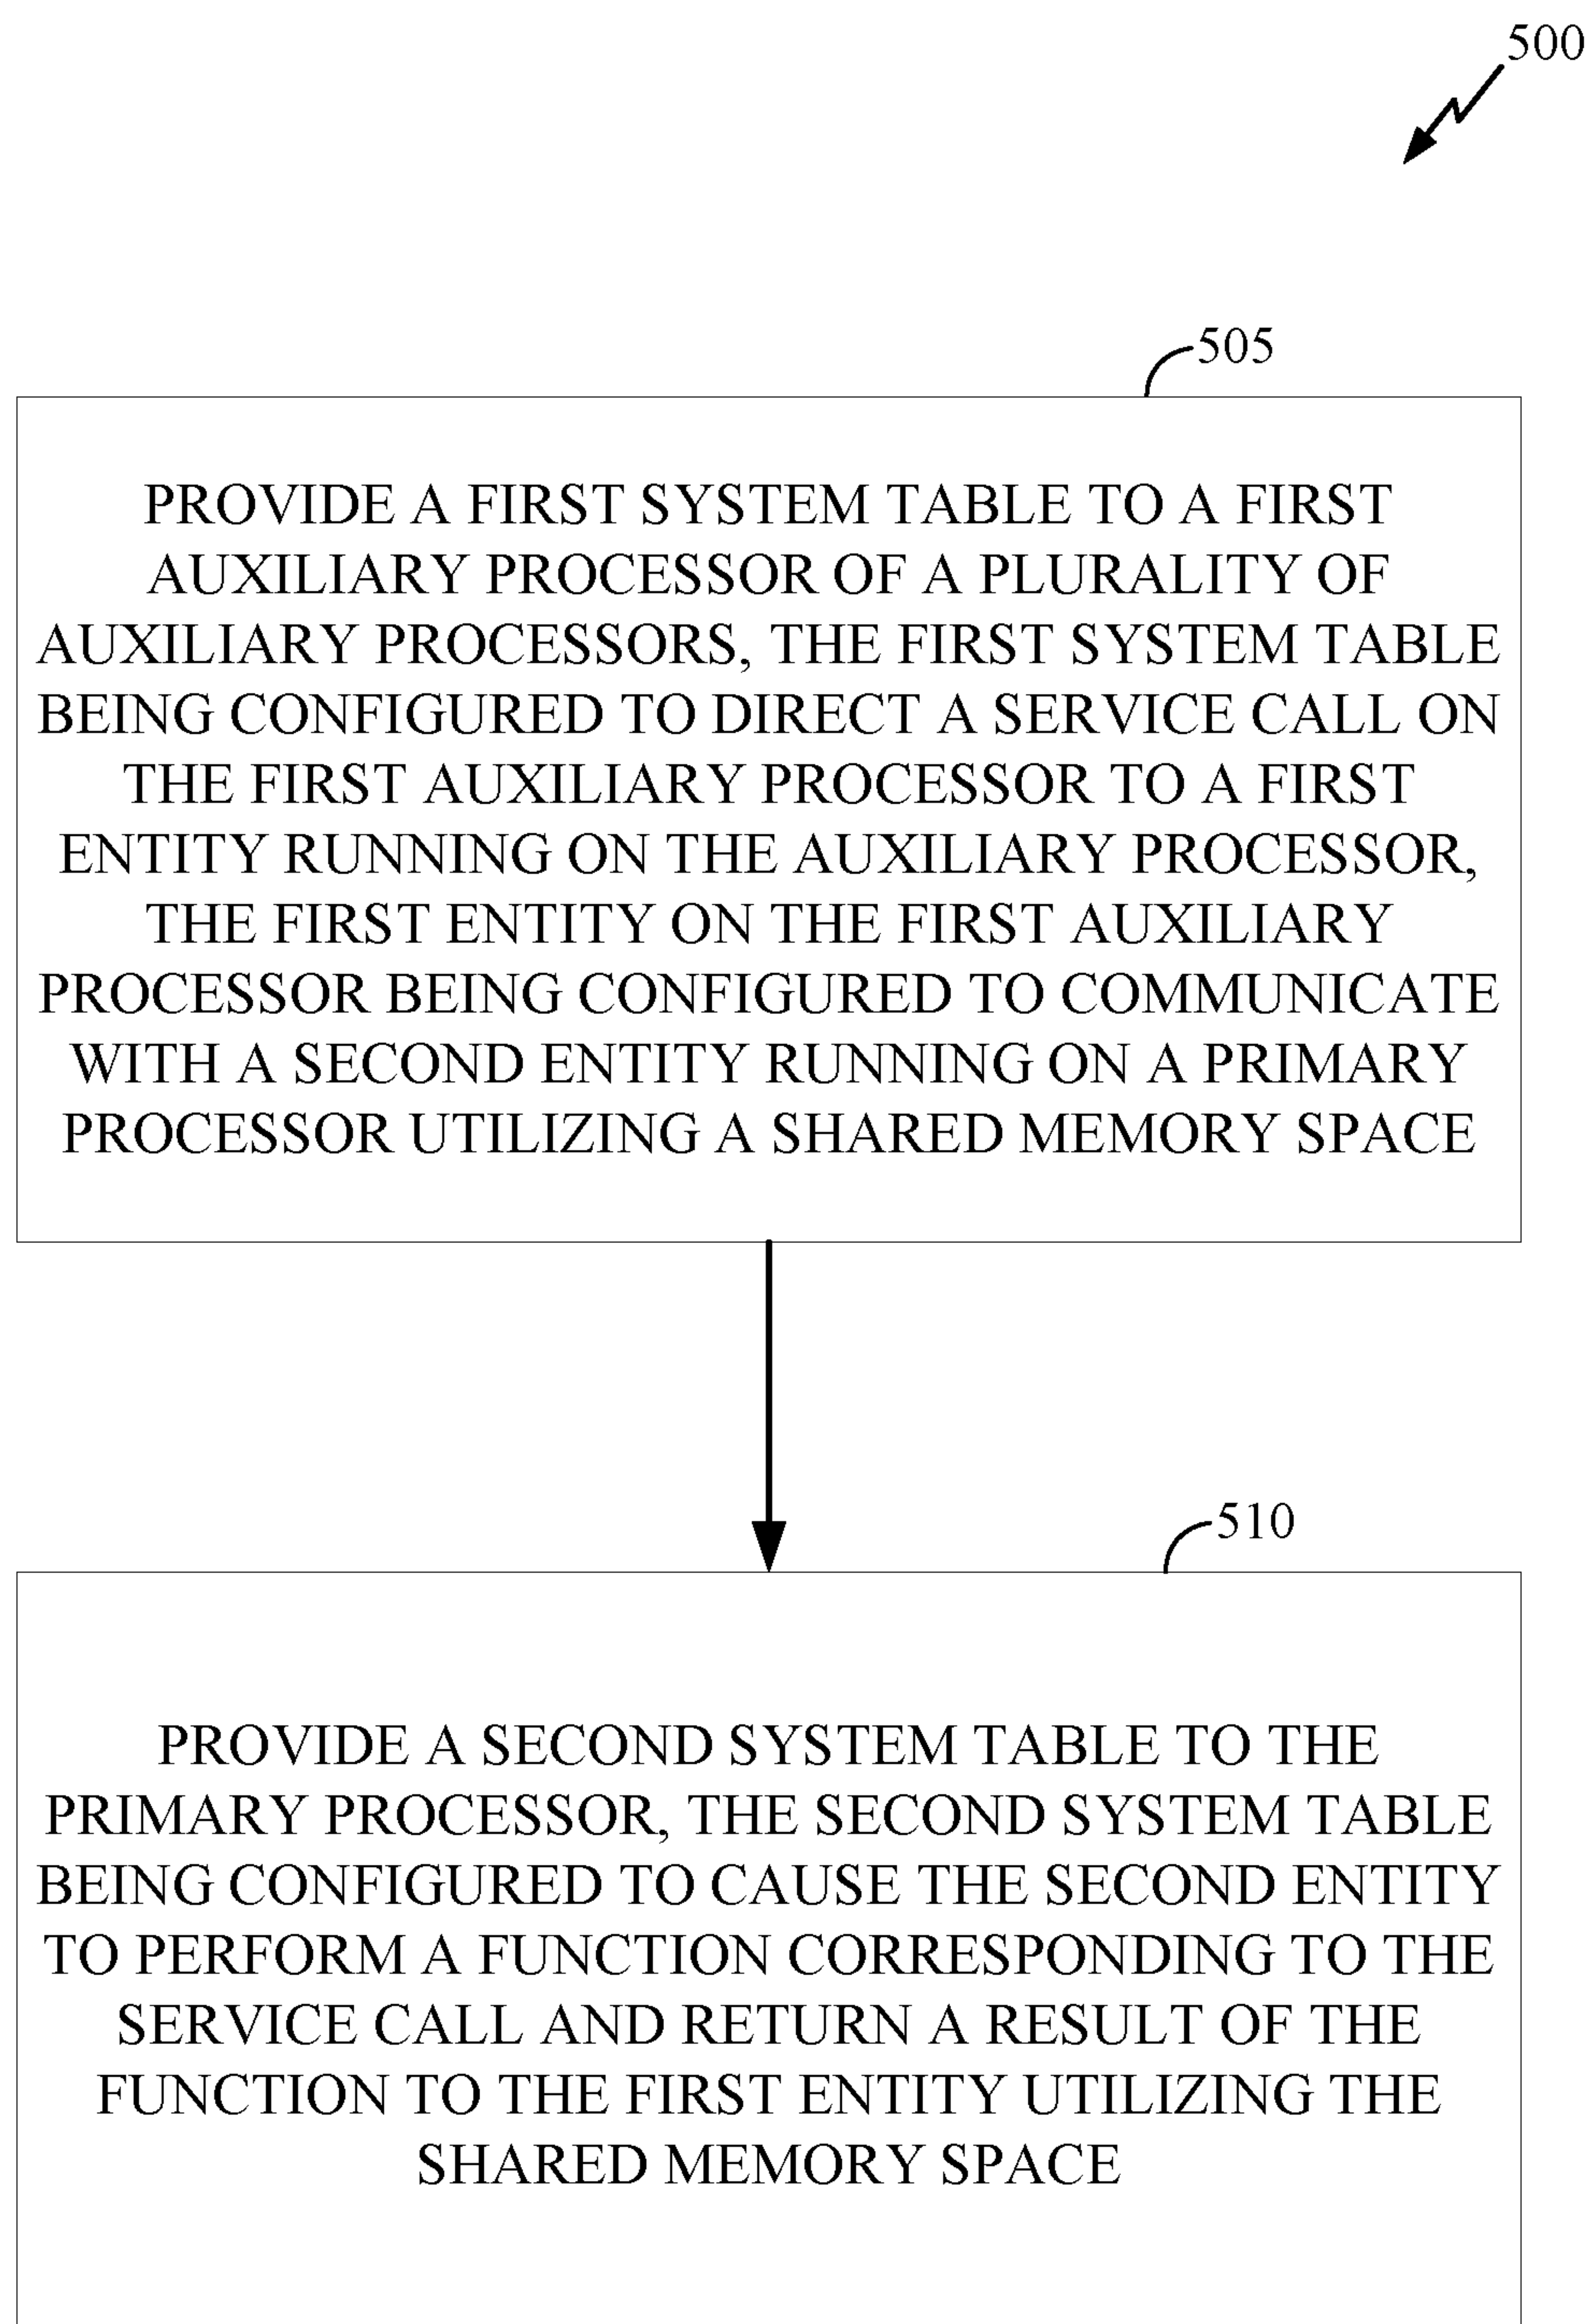 500
505
PROVIDE A FIRST SYSTEM TABLE TO A FIRST
AUXILIARY PROCESSOR OF A PLURALITY OF
AUXILIARY PROCESSORS, THE FIRST SYSTEM TABLE
BEING CONFIGURED TO DIRECT A SERVICE CALL ON
THE FIRST AUXILIARY PROCESSOR TO A FIRST
ENTITY RUNNING ON THE AUXILIARY PROCESSOR,
THE FIRST ENTITY ON THE FIRST AUXILIARY
PROCESSOR BEING CONFIGURED TO COMMUNICATE
WITH A SECOND ENTITY RUNNING ON A PRIMARY
PROCESSOR UTILIZING A SHARED MEMORY SPACE
510
PROVIDE A SECOND SYSTEM TABLE TO THE
PRIMARY PROCESSOR, THE SECOND SYSTEM TABLE
BEING CONFIGURED TO CAUSE THE SECOND ENTITY
TO PERFORM A FUNCTION CORRESPONDING TO THE
SERVICE CALL AND RETURN A RESULT OF THE
FUNCTION TO THE FIRST ENTITY UTILIZING THE
SHARED MEMORY SPACE